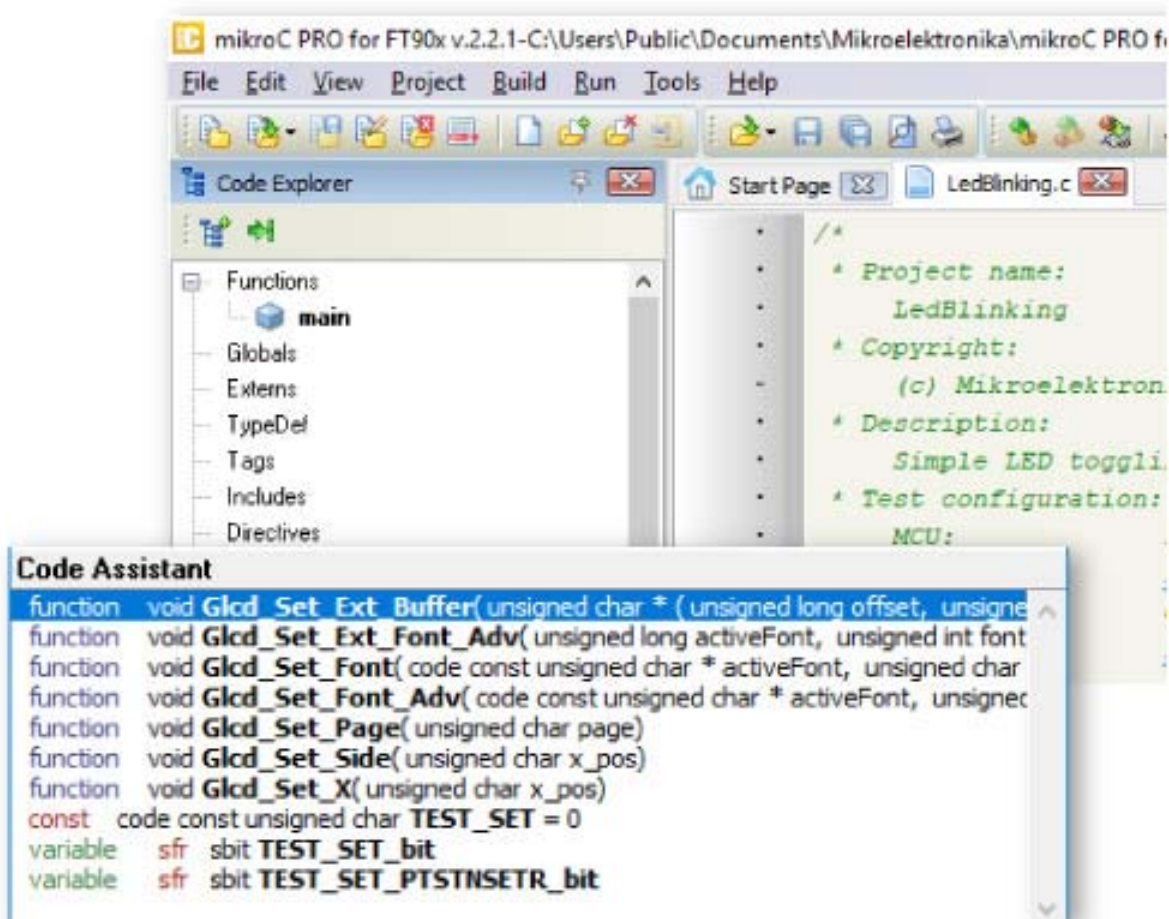 mikroC PRO for FT90x v.2.2.1-C:\Users\Public\Documents\Mikroelektronika\mikroC PRO f
File Edit View Project Build Run Tools Help
Code Explorer
Start Page
LedBlinking.c
Functions
main
Globals
Externs
TypeDef
Tags
Includes
Directives
/*
* Project name:
LedBlinking
* Copyright:
(c) Mikroelektron
* Description:
Simple LED toggli
* Test configuration:
MCU:
Code Assistant
function void Glcd_Set_Ext_Buffer( unsigned char * ( unsigned long offset, unsigne
function void Glcd_Set_Ext_Font_Adv( unsigned long activeFont, unsigned int font
function void Glcd_Set_Font( code const unsigned char * activeFont, unsigned char
function void Glcd_Set_Font_Adv( code const unsigned char * activeFont, unsigned
function void Glcd_Set_Page( unsigned char page)
function void Glcd_Set_Side( unsigned char x_pos)
function void Glcd_Set_X( unsigned char x_pos)
const code const unsigned char TEST_SET = 0
variable sfr sbit TEST_SET_bit
variable sfr sbit TEST_SET_PTSTNSETR_bit